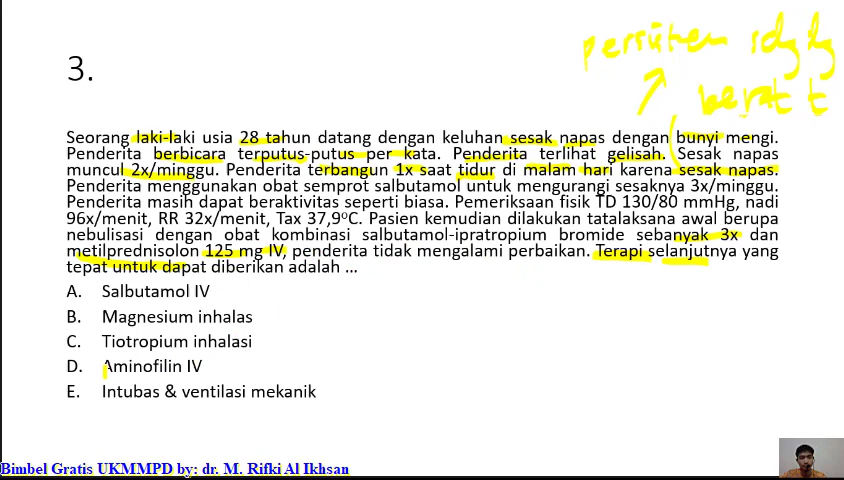 persisten sdg dg
berat t
3.
Seorang laki-laki usia 28 tahun datang dengan keluhan sesak napas dengan bunyi mengi.
Penderita berbicara terputus-putus per kata. Penderita terlihat gelisah. Sesak napas
muncul 2x/minggu. Penderita terbangun 1x saat tidur di malam hari karena sesak napas.
Penderita menggunakan obat semprot salbutamol untuk mengurangi sesaknya 3x/minggu.
Penderita masih dapat beraktivitas seperti biasa. Pemeriksaan fisik TD 130/80 mmHg, nadi
96x/menit, RR 32x/menit, Tax 37,9°C. Pasien kemudian dilakukan tatalaksana awal berupa
nebulisasi dengan obat kombinasi salbutamol-ipratropium bromide sebanyak 3x dan
metilprednisolon 125 mg IV, penderita tidak mengalami perbaikan. Terapi selanjutnya yang
tepat untuk dapat diberikan adalah ...
A. Salbutamol IV
B. Magnesium inhalas
C. Tiotropium inhalasi
D. Aminofilin IV
E. Intubas & ventilasi mekanik
Bimbel Gratis UKMMPD by: dr. M. Rifki Al Ikhsan